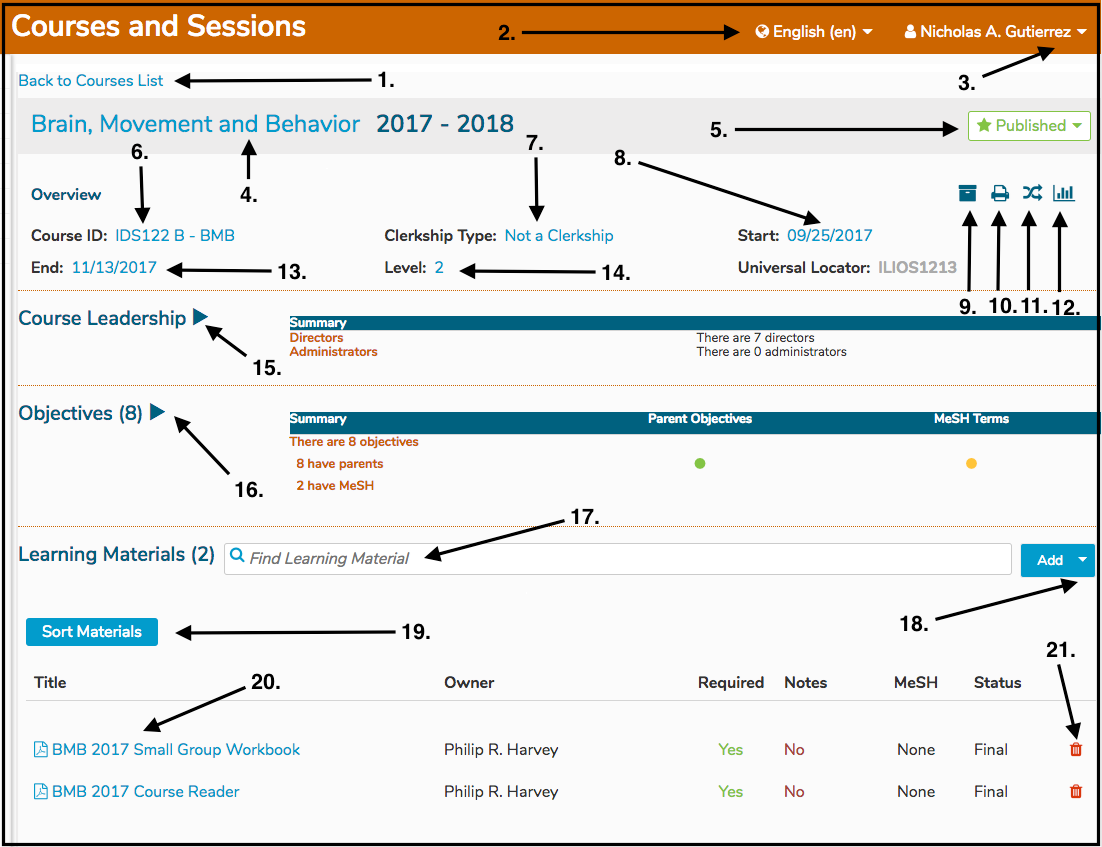 Courses and Sessions
2.
English (en)
Nicholas A. Gutierrez
3.
Back to Courses List
1.
Brain, Movement and Behavior 2017 - 2018
5.
Published
6.
4.
7.
8.
Overview
Course ID: IDS122 B - BMB
Clerkship Type: Not a Clerkship
Start: 09/25/2017
End: 11/13/2017
13.
Level: 2
14.
Universal Locator: ILIOS1213
9.
10.
11.
12.
Course Leadership
15.
Summary
Directors
There are 7 directors
Administrators
There are 0 administrators
Objectives (8)
16.
Summary
Parent Objectives
MeSH Terms
There are 8 objectives
8 have parents
2 have MeSH
17.
Learning Materials (2)
Find Learning Material
Add
18.
Sort Materials
19.
21.
20.
Title Owner Required Notes MeSH Status
BMB 2017 Small Group Workbook Philip R. Harvey Yes No None Final
BMB 2017 Course Reader Philip R. Harvey Yes No None Final